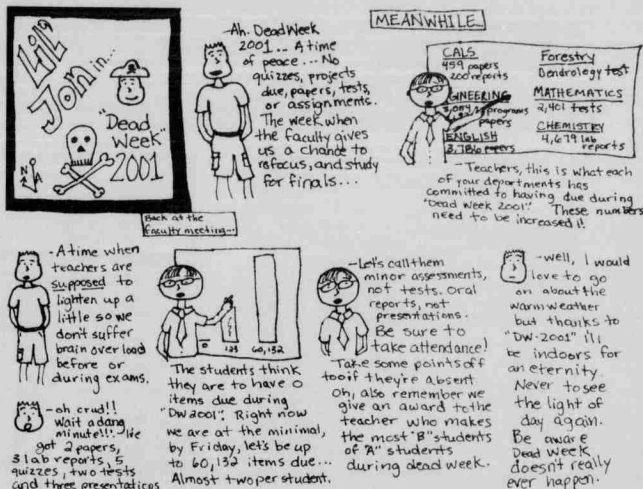 Lil'
Jon in...
"Dead
Week"
2001
N
-Ah. Dead Week
2001... A time
of peace... No
quizzes, projects
due, papers, tests,
or assignments.
The week when
the faculty gives
us a chance to
refocus, and study
for finals...
MEANWHILE
CALS
459 papers
200 reports
GINEERING
programs
papers
ENGLISH
3,786 papers
Forestry
Dendrology test
MATHEMATICS
2,401 tests
CHEMISTRY
4,679 lab
reports
-Teachers, this is what each
of your departments has
committed to having due during
"Dead Week 2001". These numbers
need to be increased!!
Back at the
faculty meeting...
-A time when
teachers are
supposed to
lighten up a
little so we
don't suffer
brain over load
before or
during exams.
-oh crud!!
Wait a dang
minute!!! I've
got 2 papers,
3 lab reports, 5
quizzes, two tests
and three presentations
0 123 60,132
The students think
they are to have 0
items due during
"DW2001". Right now
we are at the minimal,
by Friday, let's be up
to 60,132 items due...
Almost two per student.
-Let's call them
minor assessments,
not tests. Oral
reports, not
presentations.
Be sure to
take attendance!
Take some points off
too if they're absent.
Oh, also remember we
give an award to the
teacher who makes
the most "B" students
of "A" students
during dead week.
-well, I would
love to go
on about the
warm weather
but thanks to
"DW-2001" i'll
be indoors for
an eternity.
Never to see
the light of
day again.
Be aware
Dead week
doesn't really
ever happen.